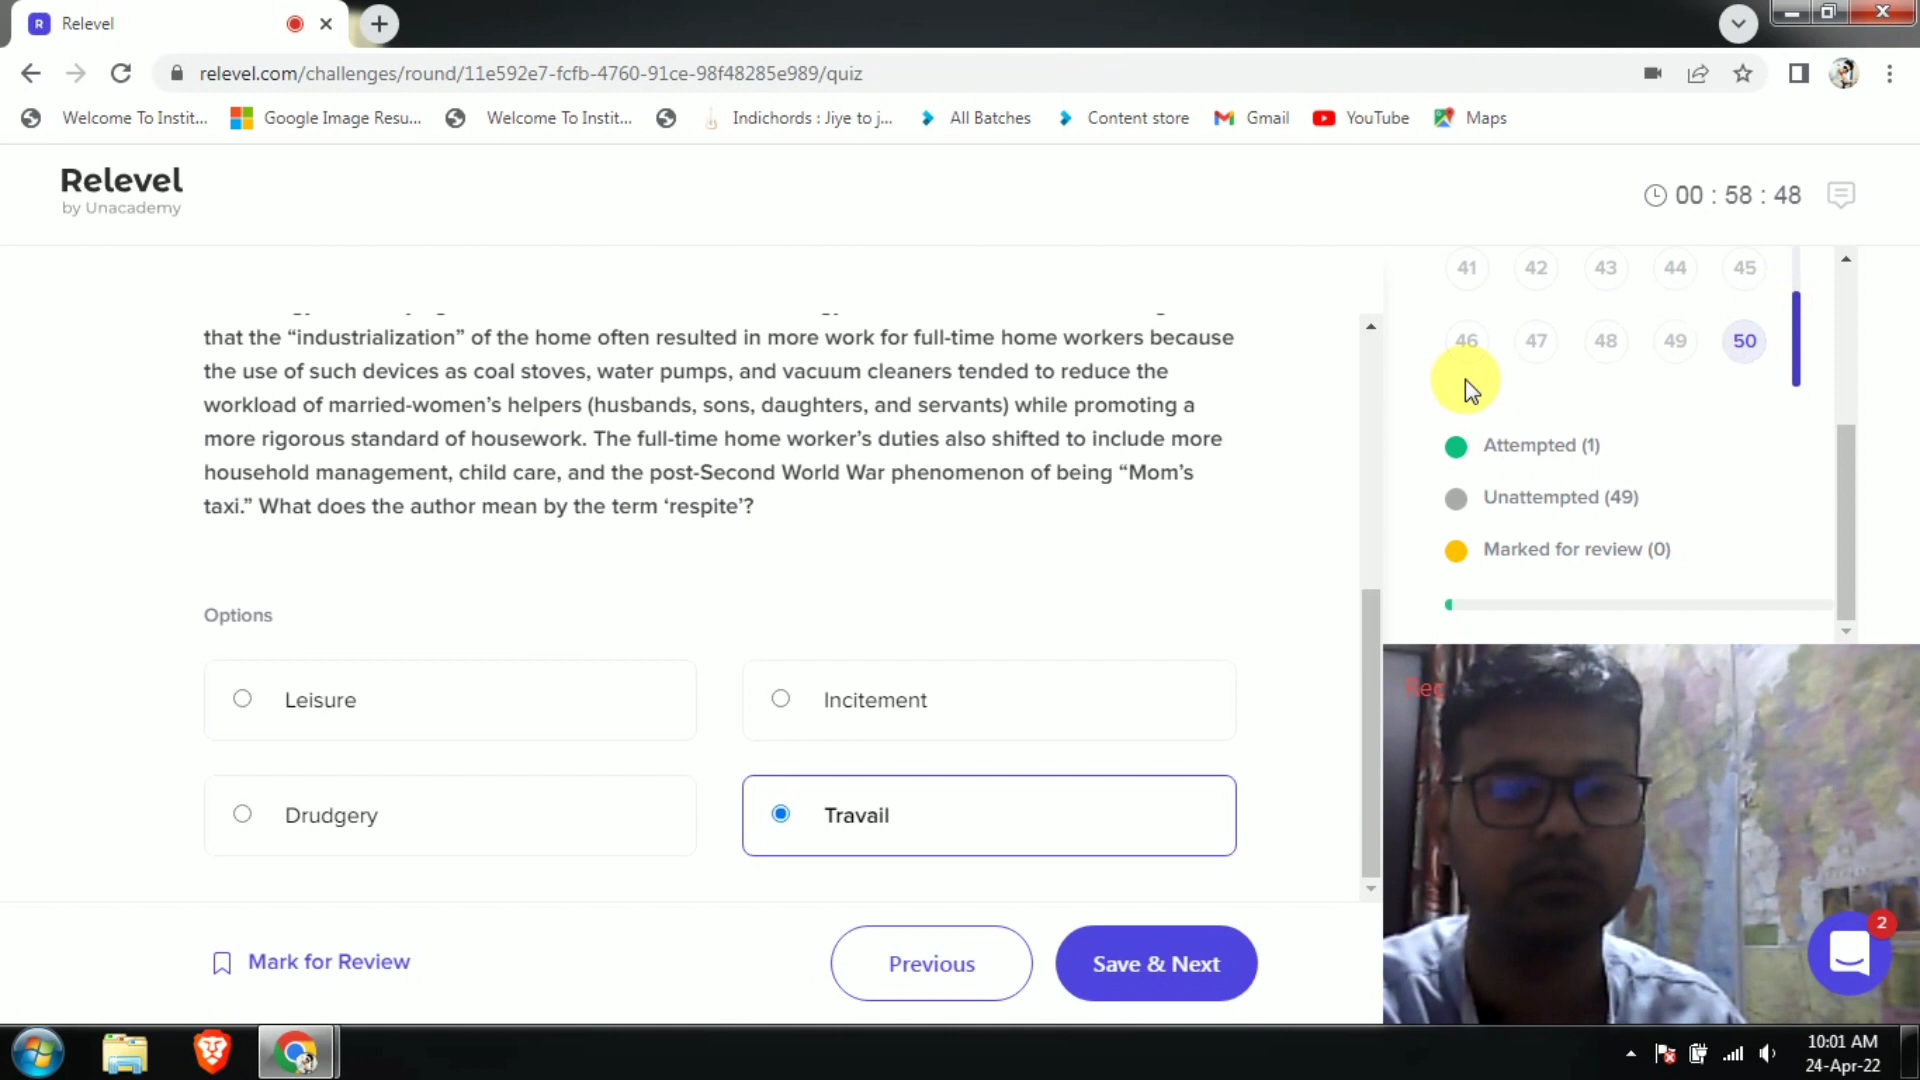 R Relevel
relevel.com/challenges/round/11e592e7-fcfb-4760-91ce-98f48285e989/quiz
Welcome To Instit... Google Image Resu... Welcome To Instit... Indichords : Jiye to j... All Batches Content store Gmail YouTube Maps
Relevel
by Unacademy
00 : 58 : 48
41 42 43 44 45
46 47 48 49 50
Attempted (1)
Unattempted (49)
Marked for review (0)
that the “industrialization” of the home often resulted in more work for full-time home workers because
the use of such devices as coal stoves, water pumps, and vacuum cleaners tended to reduce the
workload of married-women’s helpers (husbands, sons, daughters, and servants) while promoting a
more rigorous standard of housework. The full-time home worker’s duties also shifted to include more
household management, child care, and the post-Second World War phenomenon of being “Mom’s
taxi.” What does the author mean by the term ‘respite’?
Options
Leisure
Incitement
Drudgery
Travail
Rec
Mark for Review
Previous
Save & Next
2
10:01 AM
24-Apr-22